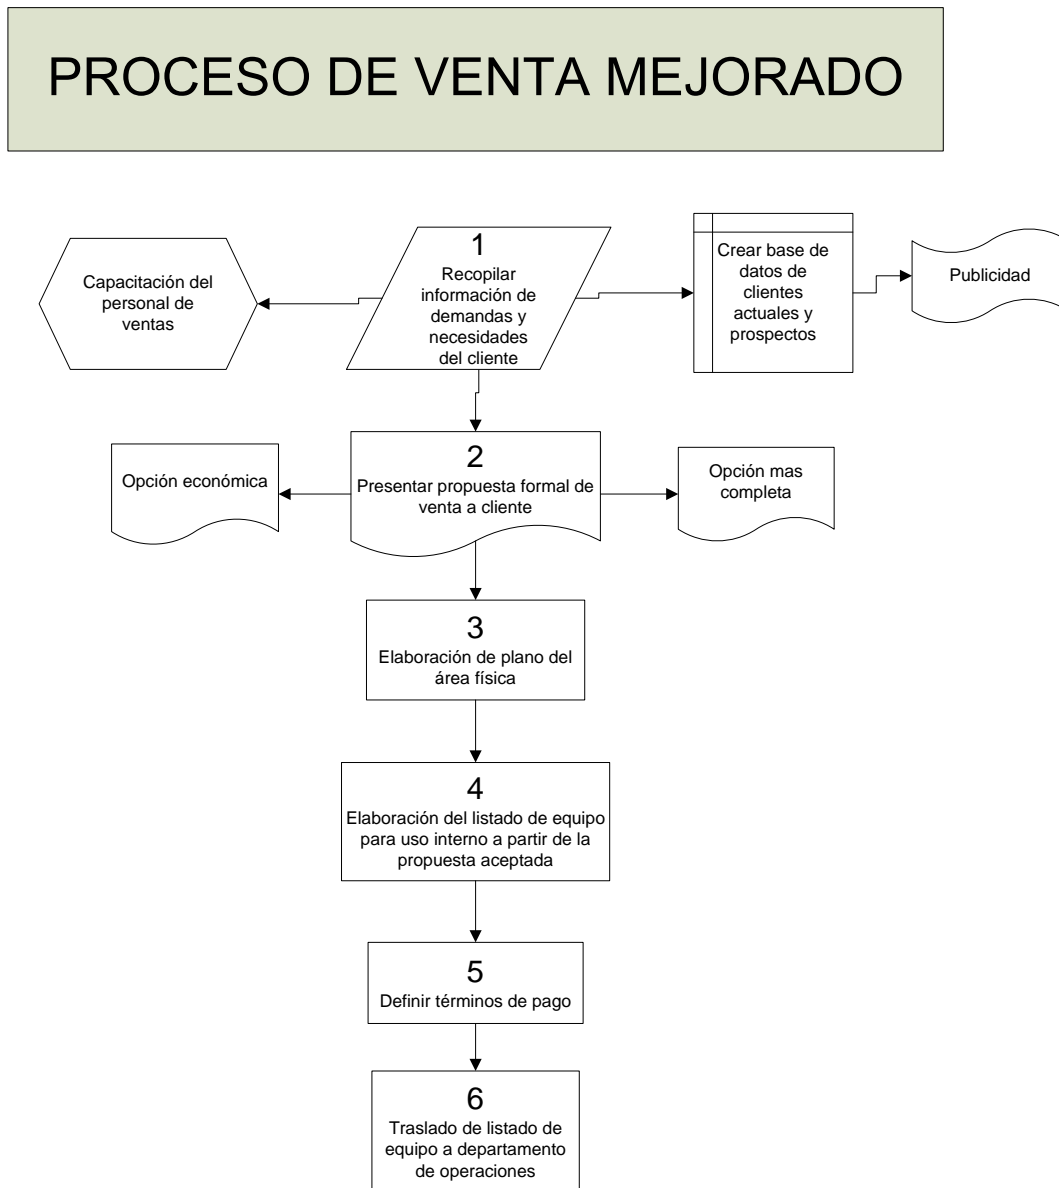 PROCESO DE VENTA MEJORADO
Capacitación del
personal de
ventas
1
Recopilar
información de
demandas y
necesidades
del cliente
Crear base de
datos de
clientes
actuales y
prospectos
Publicidad
Opción económica
2
Presentar propuesta formal de
venta a cliente
Opción mas
completa
3
Elaboración de plano del
área física
4
Elaboración del listado de equipo
para uso interno a partir de la
propuesta aceptada
5
Definir términos de pago
6
Traslado de listado de
equipo a departamento
de operaciones